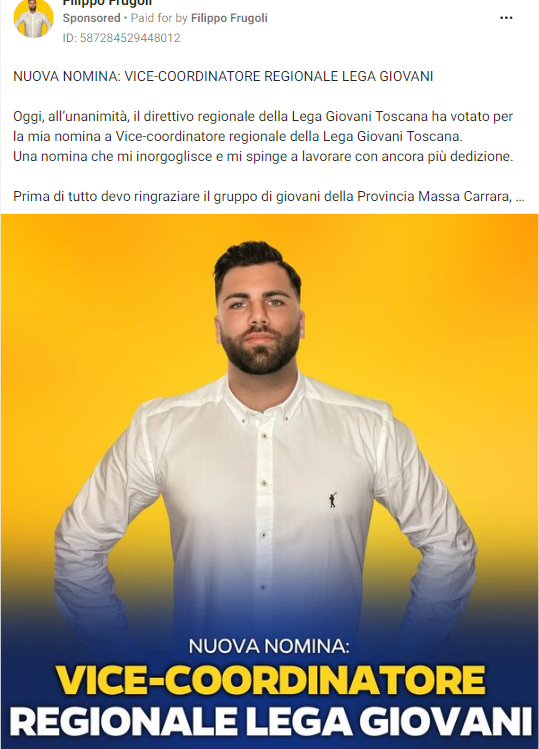 Filippo Frugoli
Sponsored • Paid for by Filippo Frugoli
ID: 587284529448012
NUOVA NOMINA: VICE-COORDINATORE REGIONALE LEGA GIOVANI
Oggi, all’unanimità, il direttivo regionale della Lega Giovani Toscana ha votato per
la mia nomina a Vice-coordinatore regionale della Lega Giovani Toscana.
Una nomina che mi inorgoglisce e mi spinge a lavorare con ancora più dedizione.
Prima di tutto devo ringraziare il gruppo di giovani della Provincia Massa Carrara, ...
NUOVA NOMINA:
VICE-COORDINATORE
REGIONALE LEGA GIOVANI